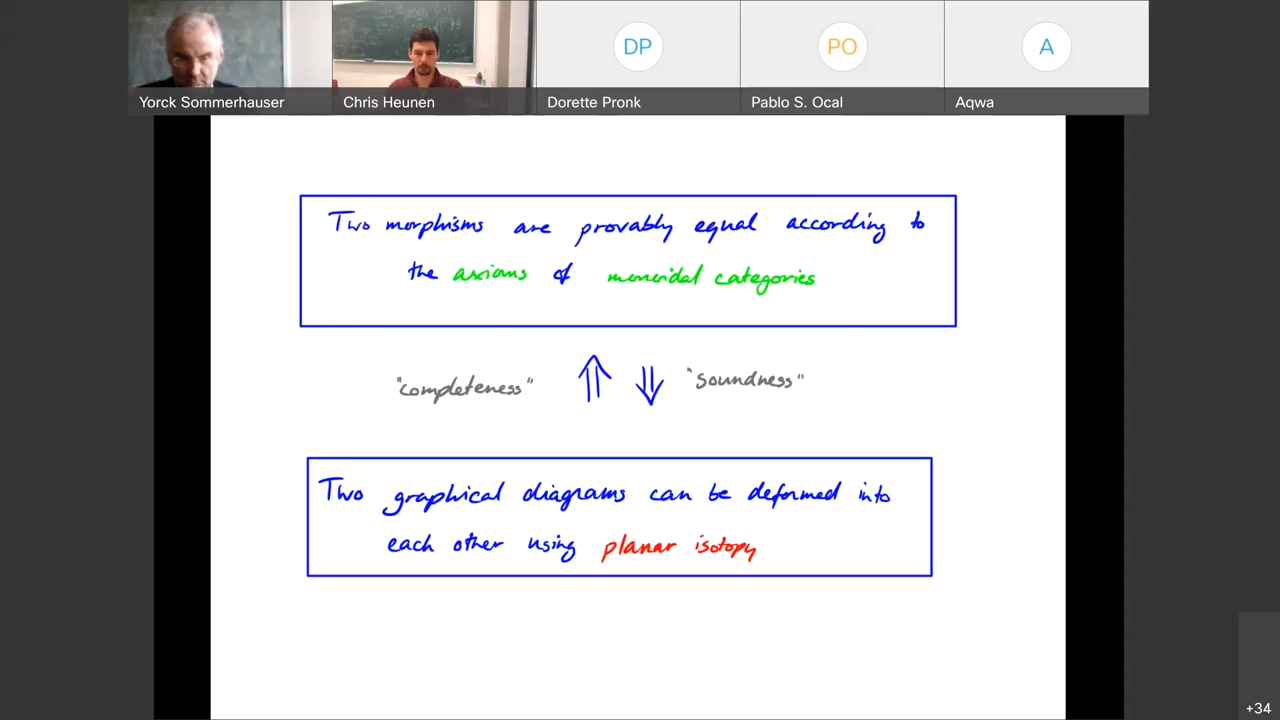 DP
PO
A
Yorck Sommerhauser
Chris Heunen
Dorette Pronk
Pablo S. Ocal
Aqwa
Two morphisms are provably equal according to
the axioms of monoidal categories
"completeness"
"soundness"
Two graphical diagrams can be deformed into
each other using planar isotopy
+34